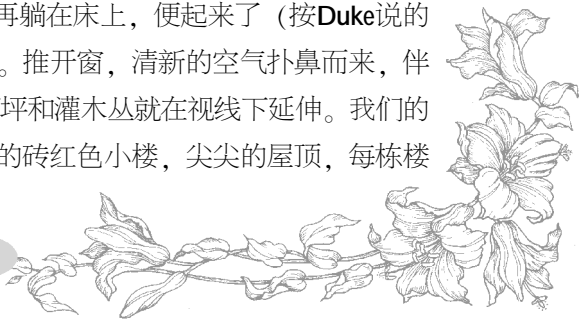 再躺在床上，便起来了（按Duke说的
。推开窗，清新的空气扑鼻而来，伴
坪和灌木丛就在视线下延伸。我们的
的砖红色小楼，尖尖的屋顶，每栋楼